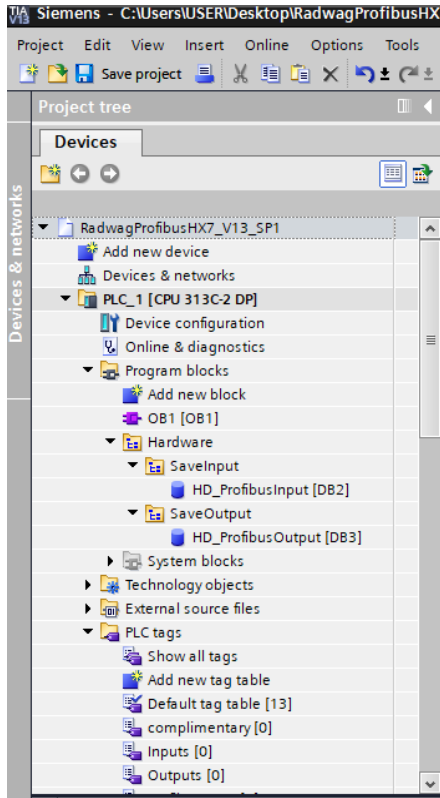 Siemens - C:\Users\USER\Desktop\RadwagProfibusHX
Project Edit View Insert Online Options Tools
Save project
Project tree
Devices
Devices & networks
RadwagProfibusHX7_V13_SP1
Add new device
Devices & networks
PLC_1 [CPU 313C-2 DP]
Device configuration
Online & diagnostics
Program blocks
Add new block
OB1 [OB1]
Hardware
SaveInput
HD_ProfibusInput [DB2]
SaveOutput
HD_ProfibusOutput [DB3]
System blocks
Technology objects
External source files
PLC tags
Show all tags
Add new tag table
Default tag table [13]
complimentary [0]
Inputs [0]
Outputs [0]